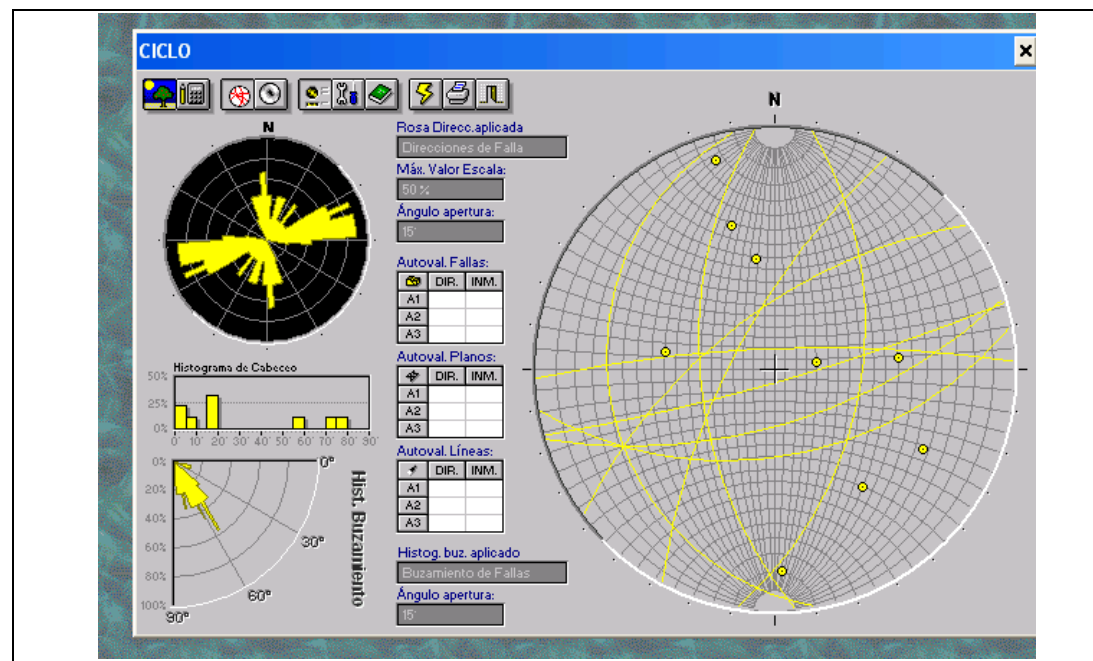 CICLO
N
Rosa Direcc.aplicada
Direcciones de Falla
Máx. Valor Escala:
50 %
Ángulo apertura:
15'
Autoval. Fallas:
DIR. INM.
A1
A2
A3
Autoval. Planos:
DIR. INM.
A1
A2
A3
Autoval. Líneas:
DIR. INM.
A1
A2
A3
Histog. buz. aplicado
Buzamiento de Fallas
Ángulo apertura:
15'
Histograma de Cabeceo
50%
25%
0%
0' 10' 20' 30' 40' 50' 60' 70' 80' 90'
0%
20%
40%
60%
80%
100%
0°
30°
60°
90°
Hist. Buzamiento
N